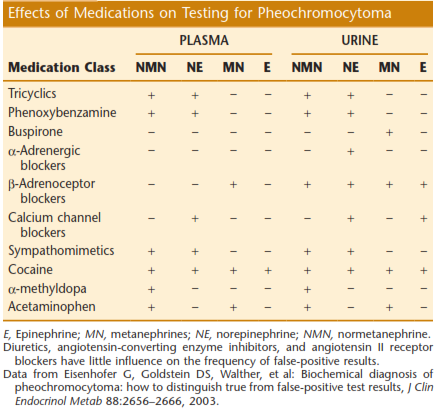 Effects of Medications on Testing for Pheochromocytoma
PLASMA URINE
Medication Class NMN NE MN E NMN NE MN E
Tricyclics + + – – + + – –
Phenoxybenzamine + + – – + + – –
Buspirone – – – – – – + –
α-Adrenergic
blockers – – – – – + – –
β-Adrenoceptor
blockers – – + – + + + +
Calcium channel
blockers – + – – – + – +
Sympathomimetics + + – – + + – –
Cocaine + + + + + + + +
α-methyldopa + – – – + – – –
Acetaminophen + – + – + – + –
E, Epinephrine; MN, metanephrines; NE, norepinephrine; NMN, normetanephrine.
Diuretics, angiotensin-converting enzyme inhibitors, and angiotensin II receptor
blockers have little influence on the frequency of false-positive results.
Data from Eisenhofer G, Goldstein DS, Walther, et al: Biochemical diagnosis of
pheochromocytoma: how to distinguish true from false-positive test results, J Clin
Endocrinol Metab 88:2656–2666, 2003.